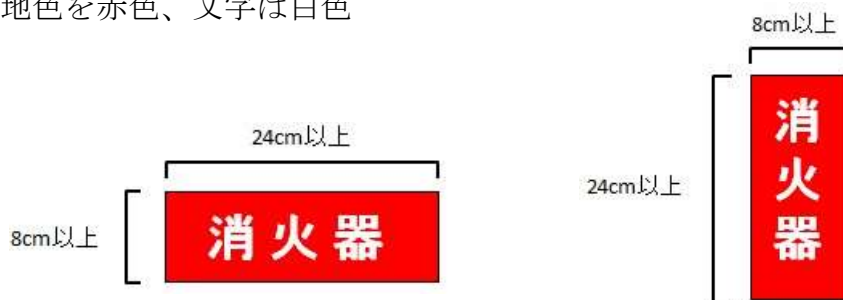 地色を赤色、文字は白色
8cm以上
24cm以上
8cm以上
消火器
24cm以上
消火器